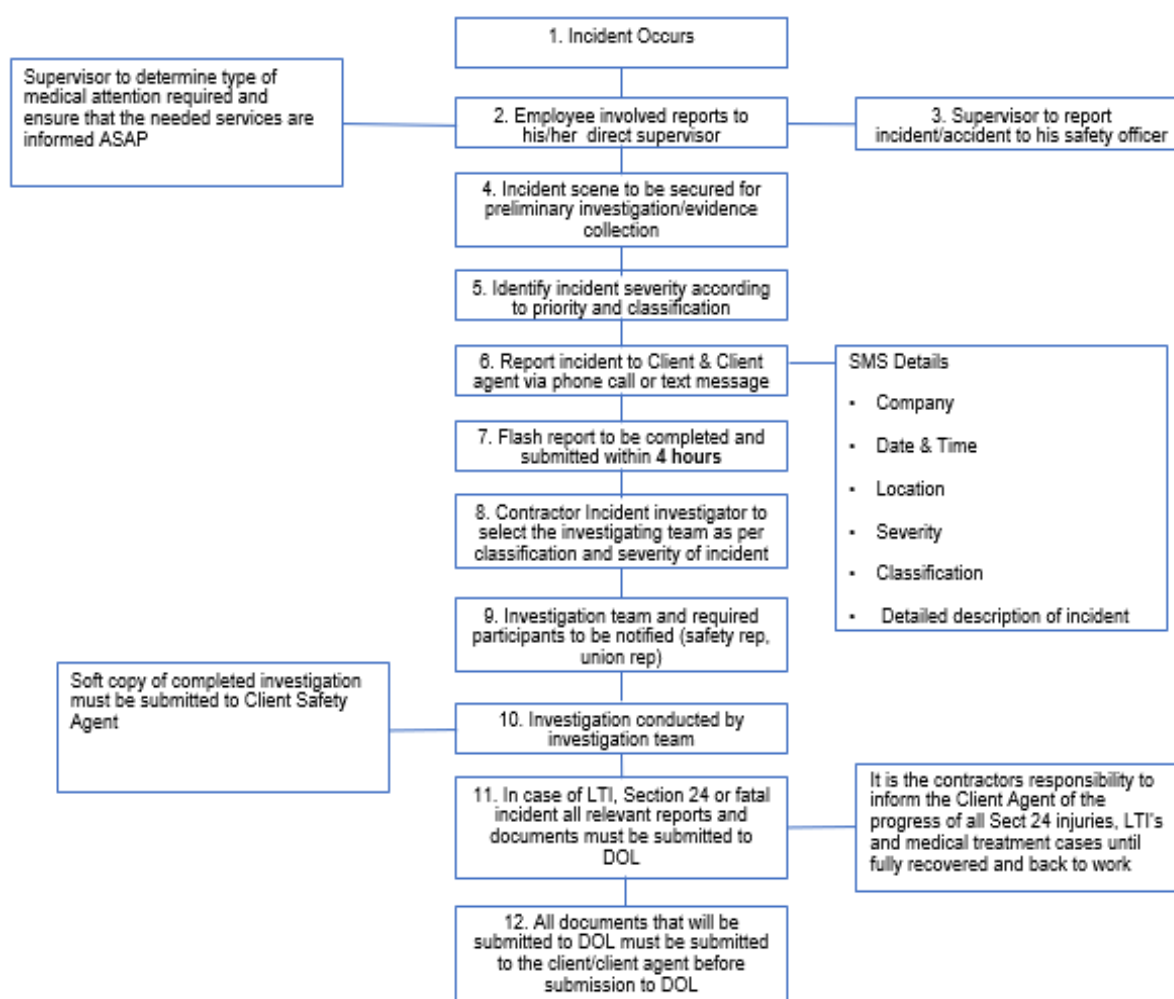 1. Incident Occurs
Supervisor to determine type of
medical attention required and
ensure that the needed services are
informed ASAP
2. Employee involved reports to
his/her direct supervisor
3. Supervisor to report
incident/accident to his safety officer
4. Incident scene to be secured for
preliminary investigation/evidence
collection
5. Identify incident severity according
to priority and classification
6. Report incident to Client & Client
agent via phone call or text message
SMS Details
▪ Company
▪ Date & Time
▪ Location
▪ Severity
▪ Classification
▪ Detailed description of incident
7. Flash report to be completed and
submitted within 4 hours
8. Contractor Incident investigator to
select the investigating team as per
classification and severity of incident
9. Investigation team and required
participants to be notified (safety rep,
union rep)
Soft copy of completed investigation
must be submitted to Client Safety
Agent
10. Investigation conducted by
investigation team
11. In case of LTI, Section 24 or fatal
incident all relevant reports and
documents must be submitted to
DOL
It is the contractors responsibility to
inform the Client Agent of the
progress of all Sect 24 injuries, LTI's
and medical treatment cases until
fully recovered and back to work
12. All documents that will be
submitted to DOL must be submitted
to the client/client agent before
submission to DOL